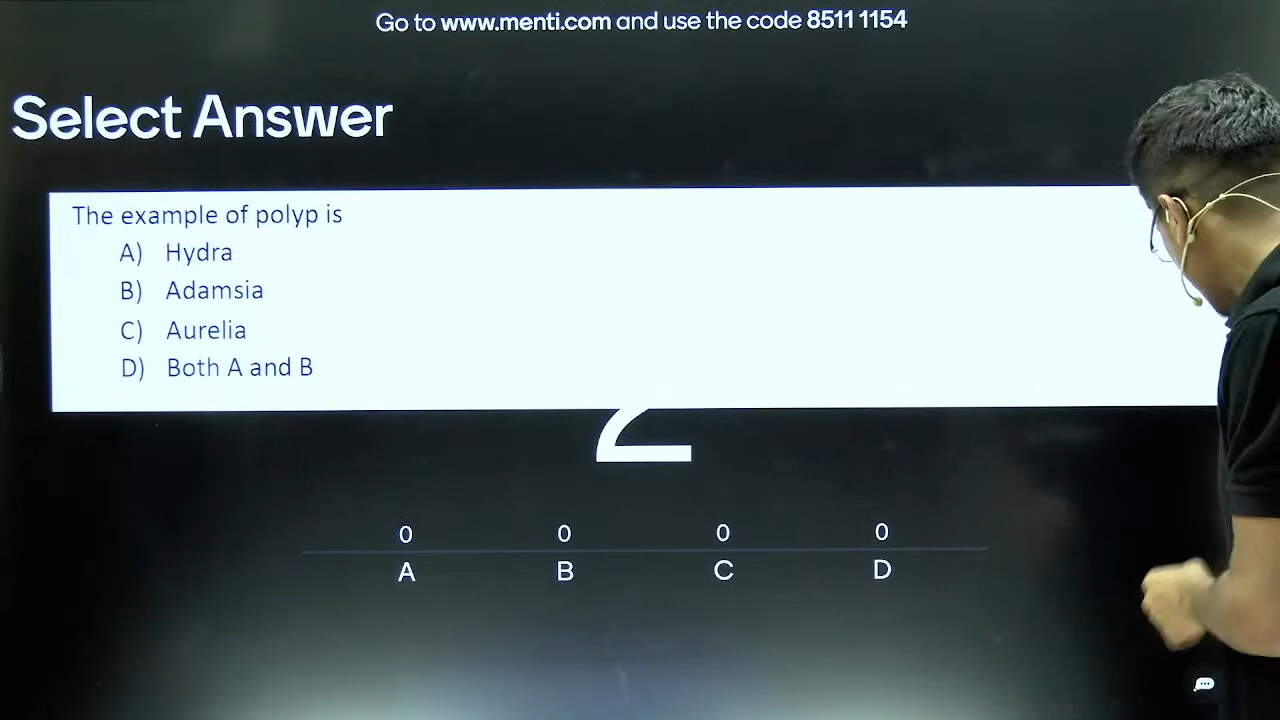 Go to www.menti.com and use the code 8511 1154
Select Answer
The example of polyp is
A) Hydra
B) Adamsia
C) Aurelia
D) Both A and B
2
0 0 0 0
A B C D